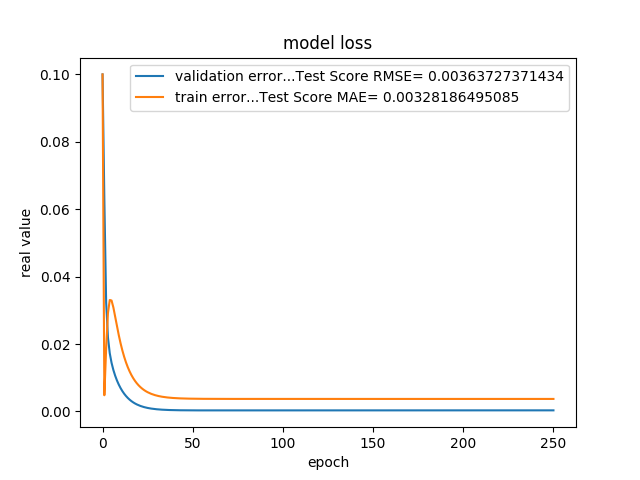 model loss
validation error...Test Score RMSE= 0.00363727371434
train error...Test Score MAE= 0.00328186495085
real value
0.10
0.08
0.06
0.04
0.02
0.00
0 50 100 150 200 250
epoch